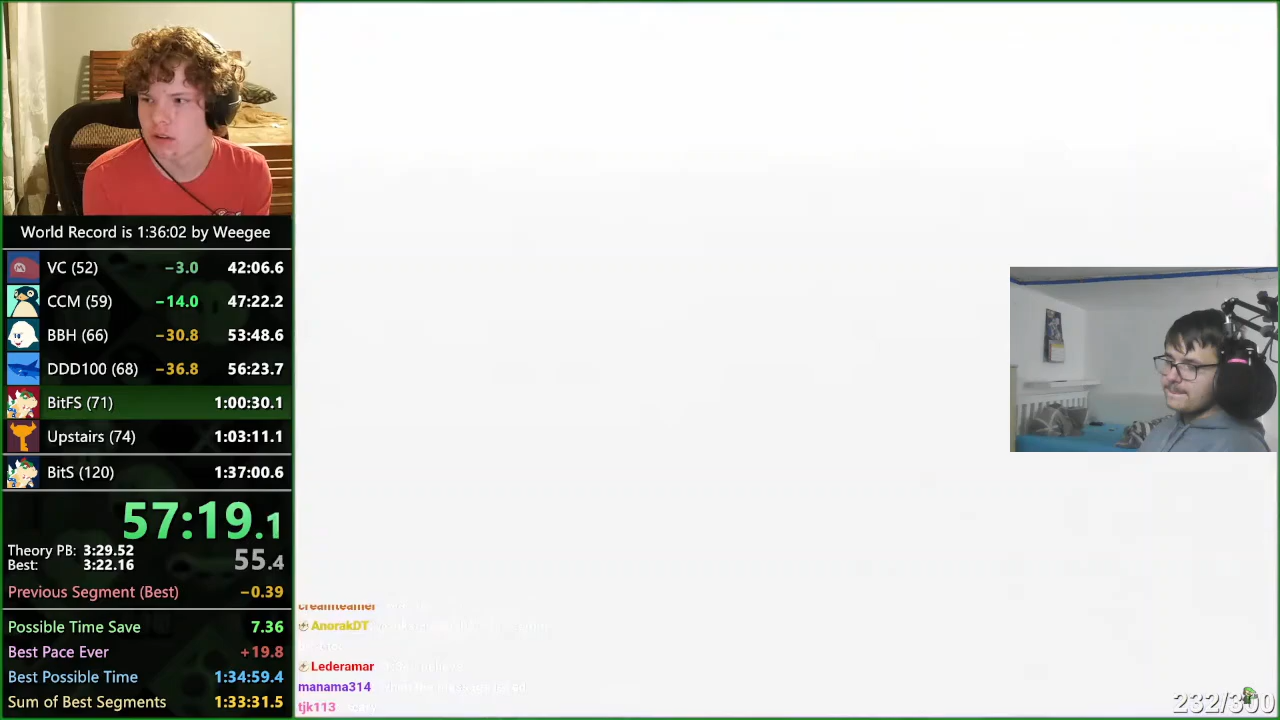 World Record is 1:36:02 by Weegee
VC (52) −3.0 42:06.6
CCM (59) −14.0 47:22.2
BBH (66) −30.8 53:48.6
DDD100 (68) −36.8 56:23.7
BitFS (71) 1:00:30.1
Upstairs (74) 1:03:11.1
BitS (120) 1:37:00.6
57:19.1
Theory PB: 3:29.52
Best: 3:22.16
55.4
Previous Segment (Best) −0.39
Possible Time Save 7.36
Best Pace Ever +19.8
Best Possible Time 1:34:59.4
Sum of Best Segments 1:33:31.5
creamteamer
AnorakDT
Lederamar
manama314
tjk113 scary
232/300